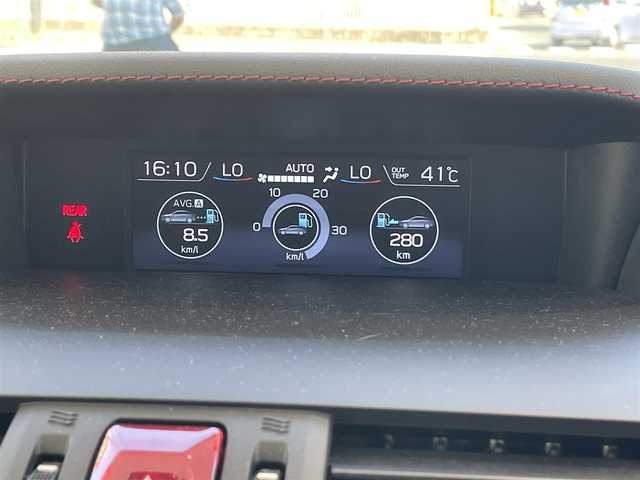 16:10 LO AUTO LO OUT TEMP 41°C
REAR
AVG. A
8.5
km/l
0 10 20 30
km/l
280
km